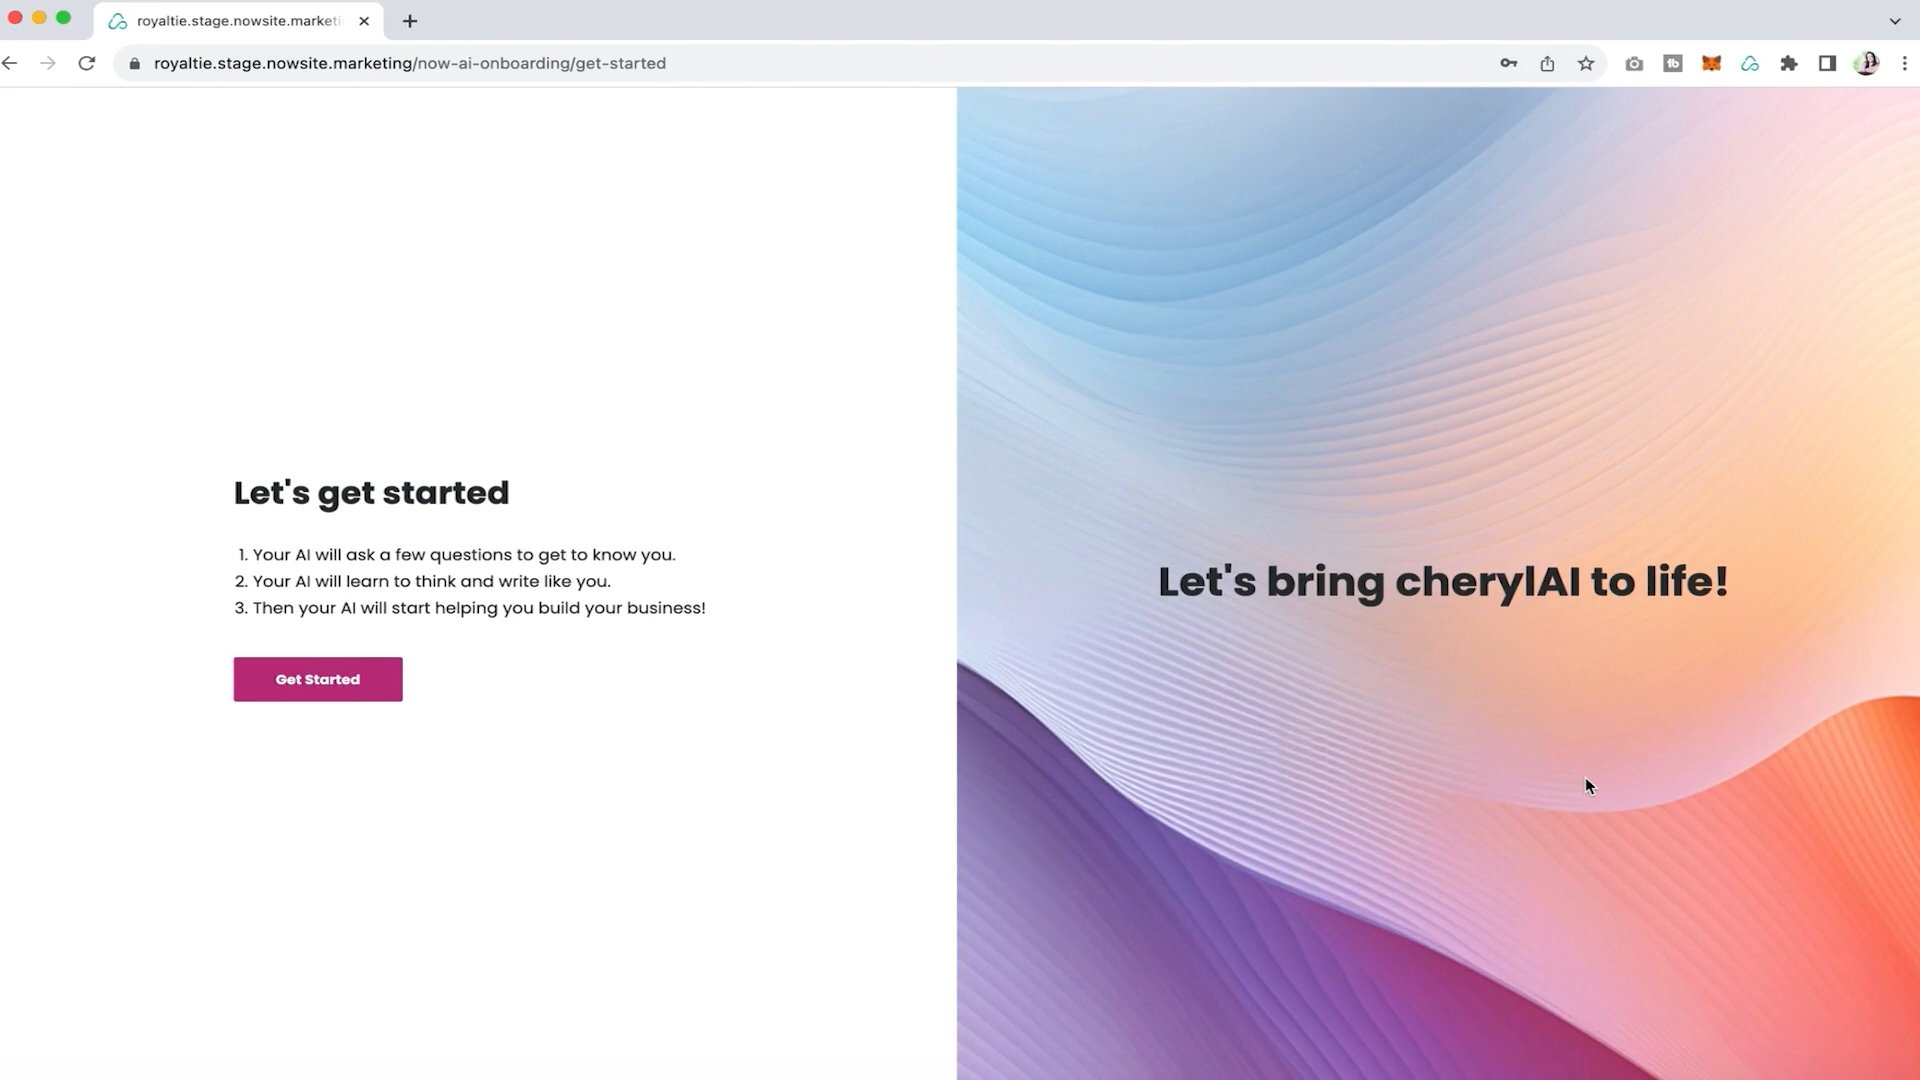 royaltie.stage.nowsite.marketi
royaltie.stage.nowsite.marketing/now-ai-onboarding/get-started
tb
Let's get started
1. Your AI will ask a few questions to get to know you.
2. Your AI will learn to think and write like you.
3. Then your AI will start helping you build your business!
Get Started
Let's bring cherylAI to life!